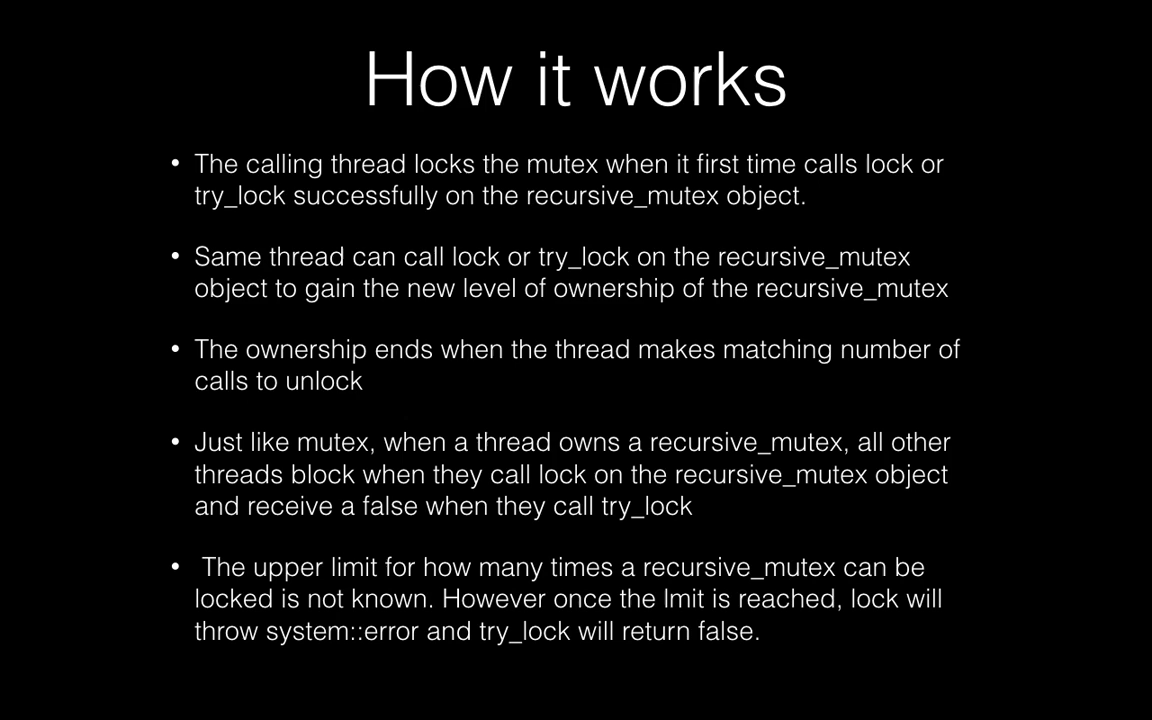 How it works
• The calling thread locks the mutex when it first time calls lock or
try_lock successfully on the recursive_mutex object.
• Same thread can call lock or try_lock on the recursive_mutex
object to gain the new level of ownership of the recursive_mutex
• The ownership ends when the thread makes matching number of
calls to unlock
• Just like mutex, when a thread owns a recursive_mutex, all other
threads block when they call lock on the recursive_mutex object
and receive a false when they call try_lock
• The upper limit for how many times a recursive_mutex can be
locked is not known. However once the lmit is reached, lock will
throw system::error and try_lock will return false.